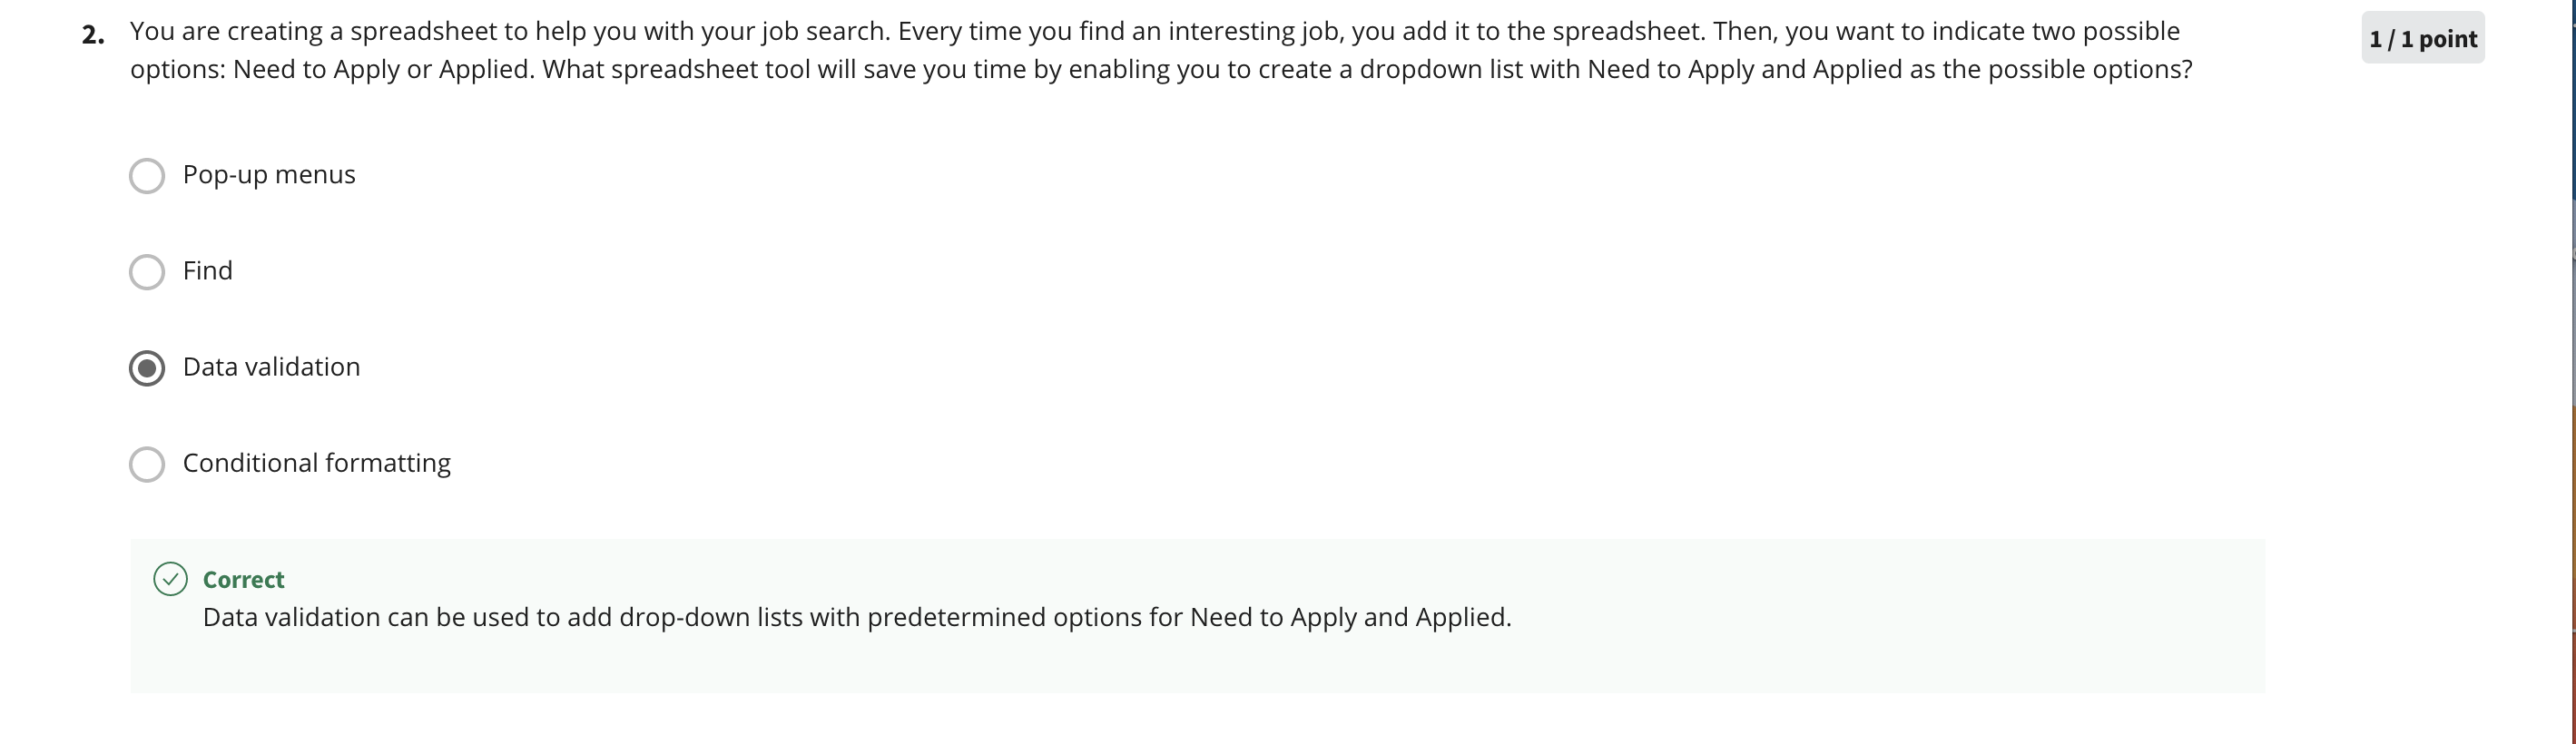 2. You are creating a spreadsheet to help you with your job search. Every time you find an interesting job, you add it to the spreadsheet. Then, you want to indicate two possible
options: Need to Apply or Applied. What spreadsheet tool will save you time by enabling you to create a dropdown list with Need to Apply and Applied as the possible options?
1 / 1 point
Pop-up menus
Find
Data validation
Conditional formatting
Correct
Data validation can be used to add drop-down lists with predetermined options for Need to Apply and Applied.